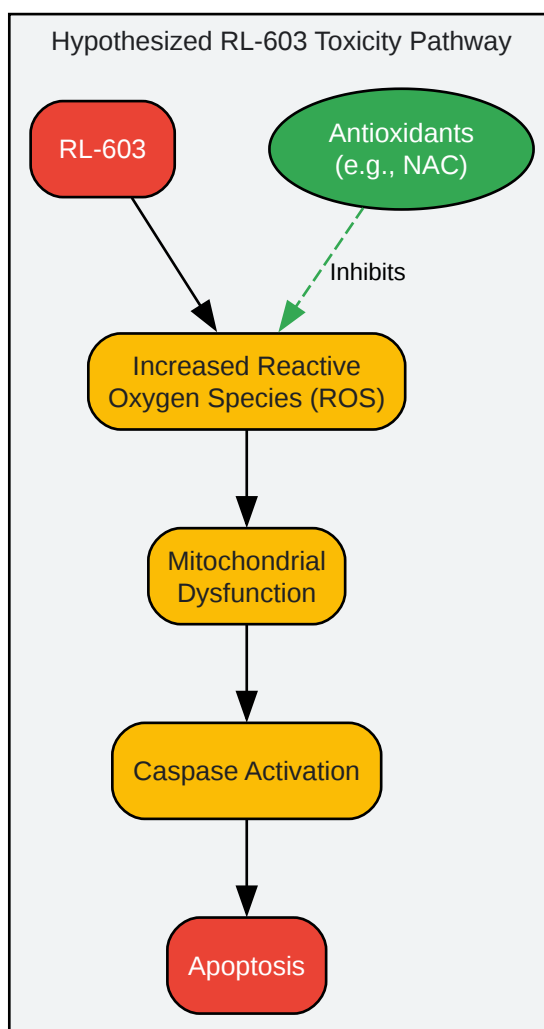 Hypothesized RL-603 Toxicity Pathway
RL-603
Antioxidants
(e.g., NAC)
Inhibits
Increased Reactive
Oxygen Species (ROS)
Mitochondrial
Dysfunction
Caspase Activation
Apoptosis